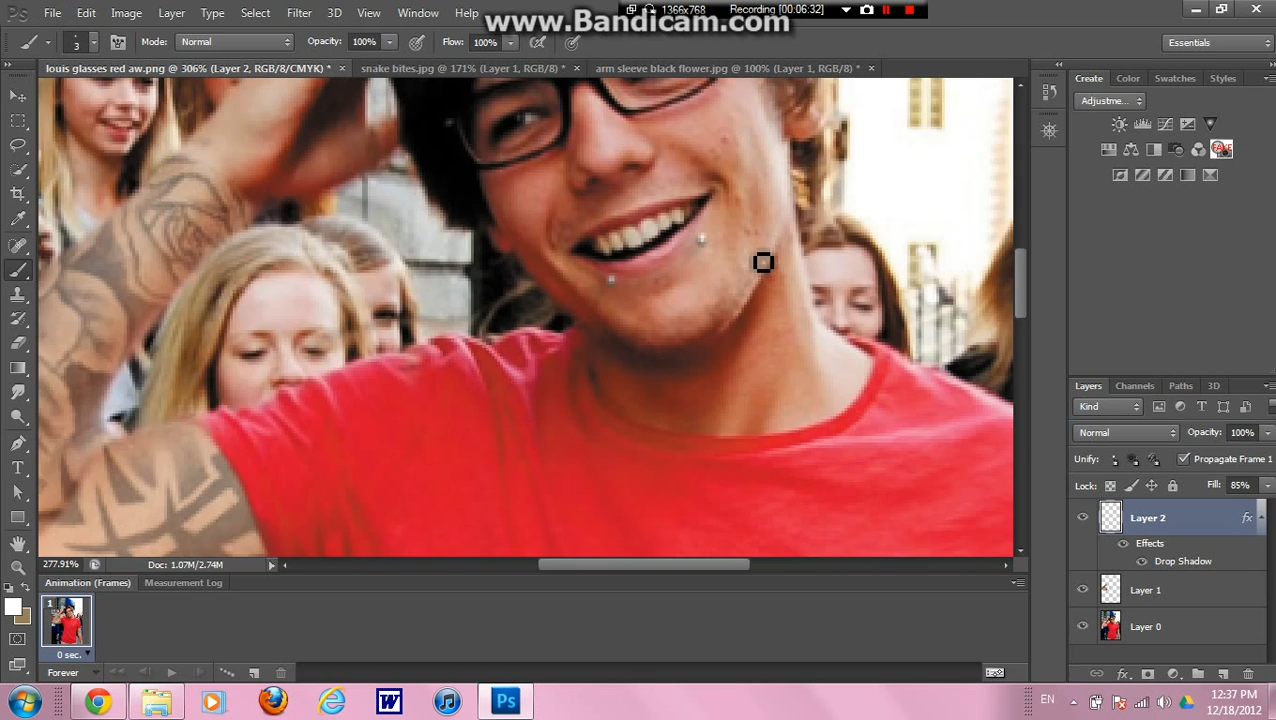 www.Bandicam.com
1366x768 Recording [00:06:32]
Ps File Edit Image Layer Type Select Filter 3D View Window Help
3 Mode: Normal Opacity: 100% Flow: 100% Essentials
louis glasses red aw.png @ 306% (Layer 2, RGB/8/CMYK) * × snake bites.jpg @ 171% (Layer 1, RGB/8) * × arm sleeve black flower.jpg @ 100% (Layer 1, RGB/8) * ×
Create Color Swatches Styles
Adjustme...
FAKE
Layers Channels Paths 3D
Kind
Normal Opacity: 100%
Unify: Propagate Frame 1
Lock: Fill: 85%
Layer 2 fx
Effects
Drop Shadow
Layer 1
Layer 0
277.91% Doc: 1.07M/2.74M
Animation (Frames) Measurement Log
1
0 sec.
Forever
EN 12:37 PM
12/18/2012